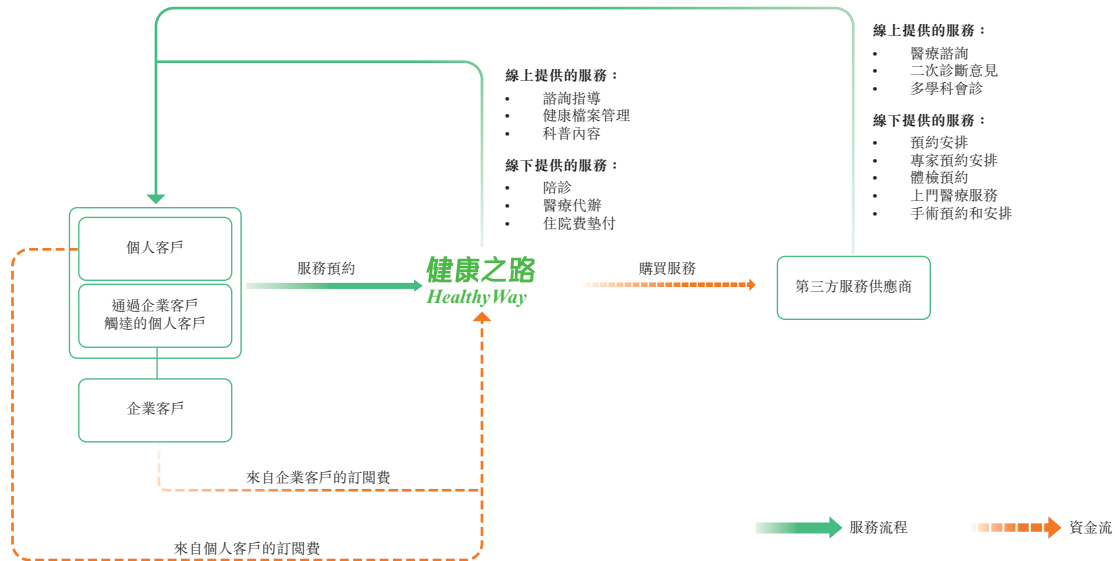 線上提供的服務：
• 醫療諮詢
• 二次診斷意見
• 多學科會診
線下提供的服務：
• 預約安排
• 專家預約安排
• 體檢預約
• 上門醫療服務
• 手術預約和安排
線上提供的服務：
• 諮詢指導
• 健康檔案管理
• 科普內容
線下提供的服務：
• 陪診
• 醫療代辦
• 住院費墊付
個人客戶
通過企業客戶
觸達的個人客戶
企業客戶
服務預約
健康之路
HealthyWay
購買服務
第三方服務供應商
來自企業客戶的訂閱費
來自個人客戶的訂閱費
服務流程
資金流